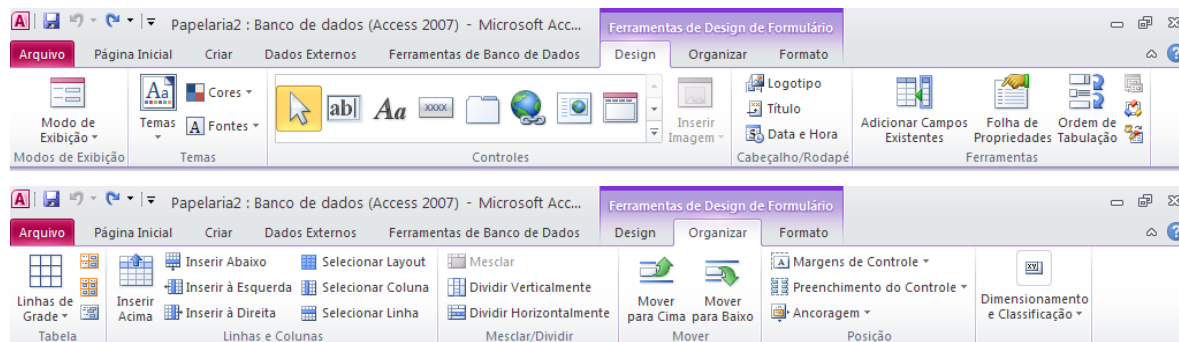 Papelaria2 : Banco de dados (Access 2007) - Microsoft Acc... Ferramentas de Design de Formulário
Arquivo Página Inicial Criar Dados Externos Ferramentas de Banco de Dados Design Organizar Formato
Modo de Exibição
Modos de Exibição
Aa
Temas
Cores
A Fontes
Temas
ab| Aa xxxx
Inserir Imagem
Controles
Logotipo
Título
Data e Hora
Cabeçalho/Rodapé
Adicionar Campos Existentes
Folha de Propriedades
Ordem de Tabulação
Ferramentas
Papelaria2 : Banco de dados (Access 2007) - Microsoft Acc... Ferramentas de Design de Formulário
Arquivo Página Inicial Criar Dados Externos Ferramentas de Banco de Dados Design Organizar Formato
Linhas de Grade
Tabela
Inserir Acima
Inserir Abaixo
Inserir à Esquerda
Inserir à Direita
Selecionar Layout
Selecionar Coluna
Selecionar Linha
Linhas e Colunas
Mesclar
Dividir Verticalmente
Dividir Horizontalmente
Mesclar/Dividir
Mover para Cima
Mover para Baixo
Mover
Margens de Controle
Preenchimento do Controle
Ancoragem
Posição
Dimensionamento e Classificação